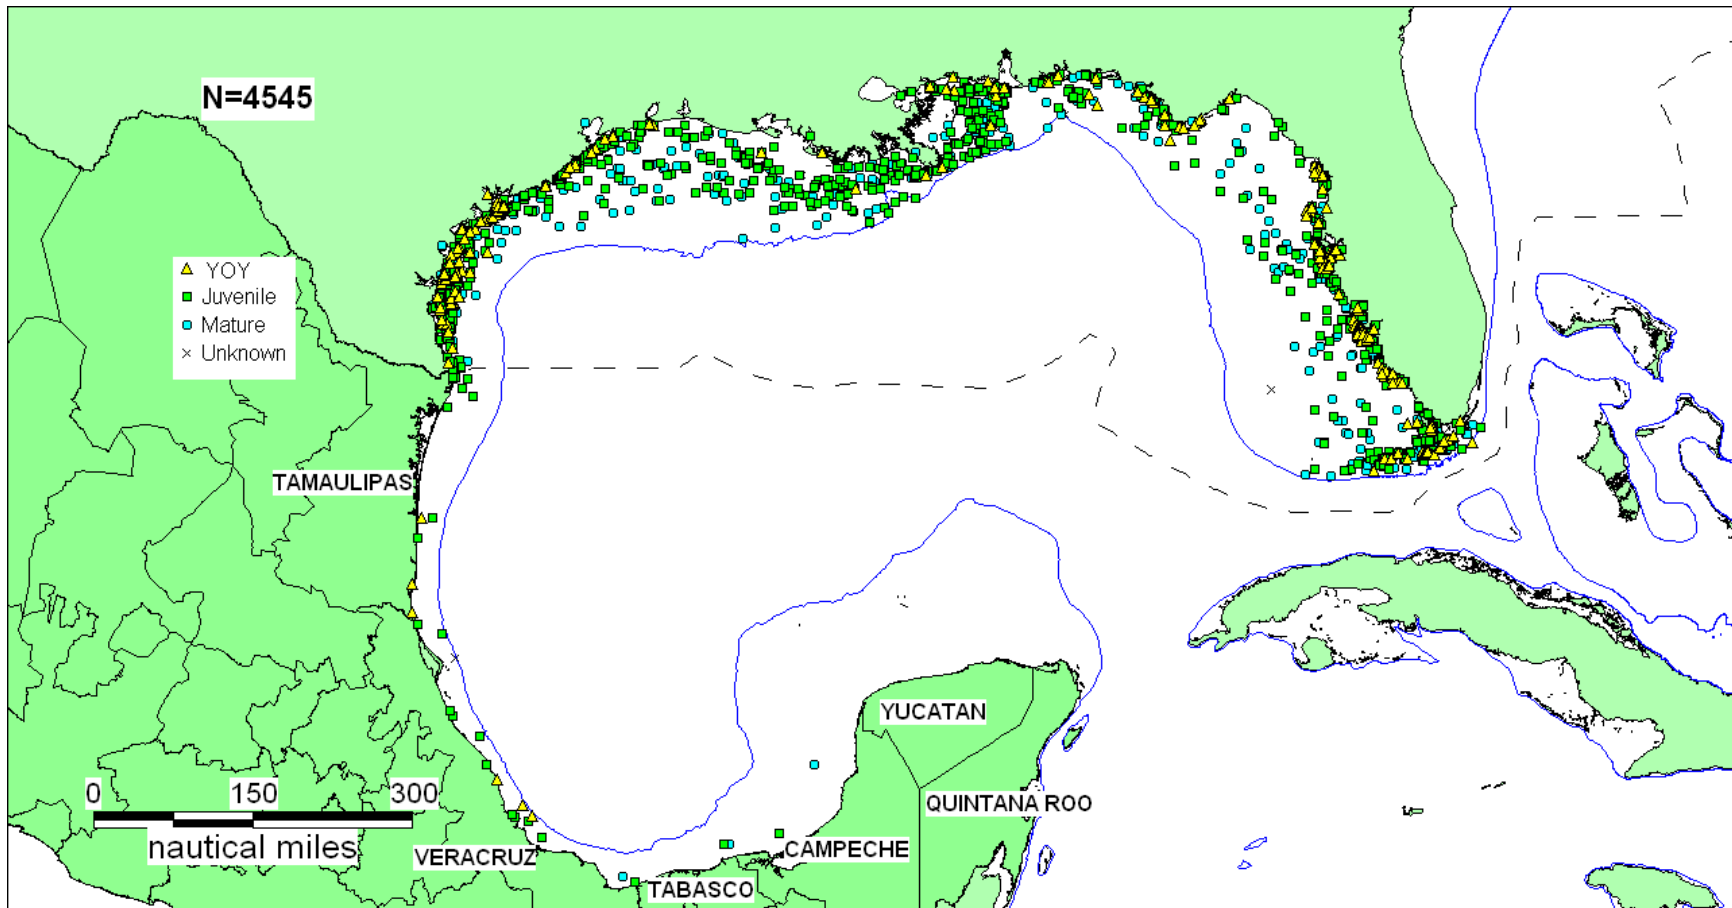 N=4545
YOY
Juvenile
Mature
Unknown
TAMAULIPAS
YUCATAN
0 150 300
nautical miles
QUINTANA ROO
VERACRUZ
CAMPECHE
TABASCO